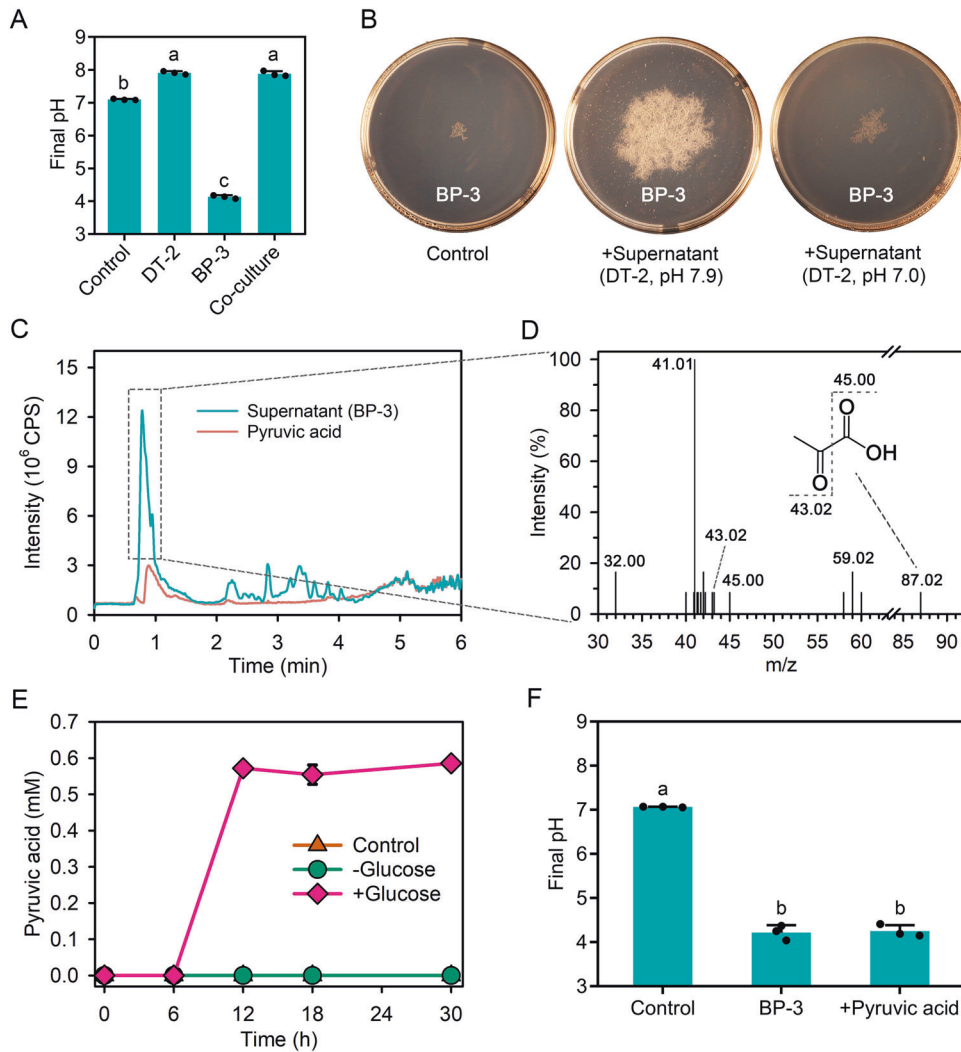 A
Final pH
9
8
7
6
5
4
3
b
a
c
a
Control
DT-2
BP-3
Co-culture
B
BP-3
BP-3
BP-3
Control
+Supernatant
(DT-2, pH 7.9)
+Supernatant
(DT-2, pH 7.0)
C
Intensity (10⁶ CPS)
15
12
9
6
3
0
Supernatant (BP-3)
Pyruvic acid
0 1 2 3 4 5 6
Time (min)
D
Intensity (%)
100
80
60
40
20
0
41.01
45.00
O
OH
O
43.02
43.02
32.00
45.00
59.02
87.02
30 35 40 45 50 55 60 85 90
m/z
E
Pyruvic acid (mM)
0.7
0.6
0.5
0.4
0.3
0.2
0.1
0.0
Control
-Glucose
+Glucose
0 6 12 18 24 30
Time (h)
F
Final pH
9
8
7
6
5
4
3
a
b
b
Control
BP-3
+Pyruvic acid